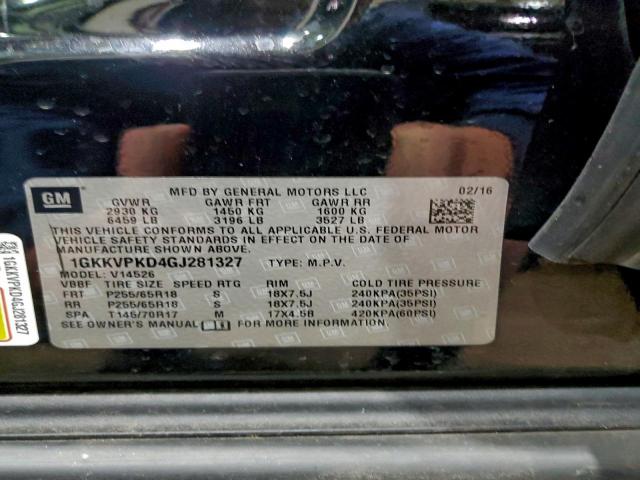 GM
MFD BY GENERAL MOTORS LLC 02/16
GVWR GAWR FRT GAWR RR
2930 KG 1450 KG 1600 KG
6459 LB 3196 LB 3527 LB
THIS VEHICLE CONFORMS TO ALL APPLICABLE U.S. FEDERAL MOTOR
VEHICLE SAFETY STANDARDS IN EFFECT ON THE DATE OF
MANUFACTURE SHOWN ABOVE.
1GKKVPKD4GJ281327 TYPE: M.P.V.
MODEL: V14526
VBBF TIRE SIZE SPEED RTG RIM COLD TIRE PRESSURE
FRT P255/65R18 S 18X7.5J 240KPA(35PSI)
RR P255/65R18 S 18X7.5J 240KPA(35PSI)
SPA T145/70R17 M 17X4.5B 420KPA(60PSI)
SEE OWNER'S MANUAL FOR MORE INFORMATION.
1GKKVPKD4GJ281327